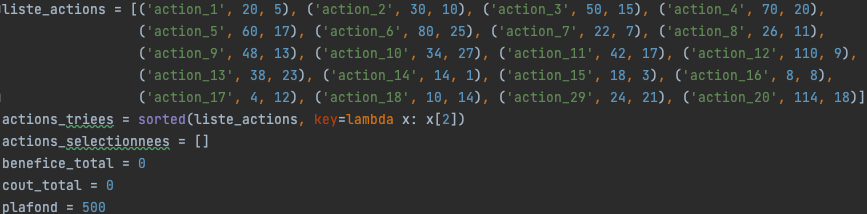 liste_actions = [('action_1', 20, 5), ('action_2', 30, 10), ('action_3', 50, 15), ('action_4', 70, 20),
('action_5', 60, 17), ('action_6', 80, 25), ('action_7', 22, 7), ('action_8', 26, 11),
('action_9', 48, 13), ('action_10', 34, 27), ('action_11', 42, 17), ('action_12', 110, 9),
('action_13', 38, 23), ('action_14', 14, 1), ('action_15', 18, 3), ('action_16', 8, 8),
('action_17', 4, 12), ('action_18', 10, 14), ('action_29', 24, 21), ('action_20', 114, 18)]
actions_triees = sorted(liste_actions, key=lambda x: x[2])
actions_selectionnees = []
benefice_total = 0
cout_total = 0
plafond = 500